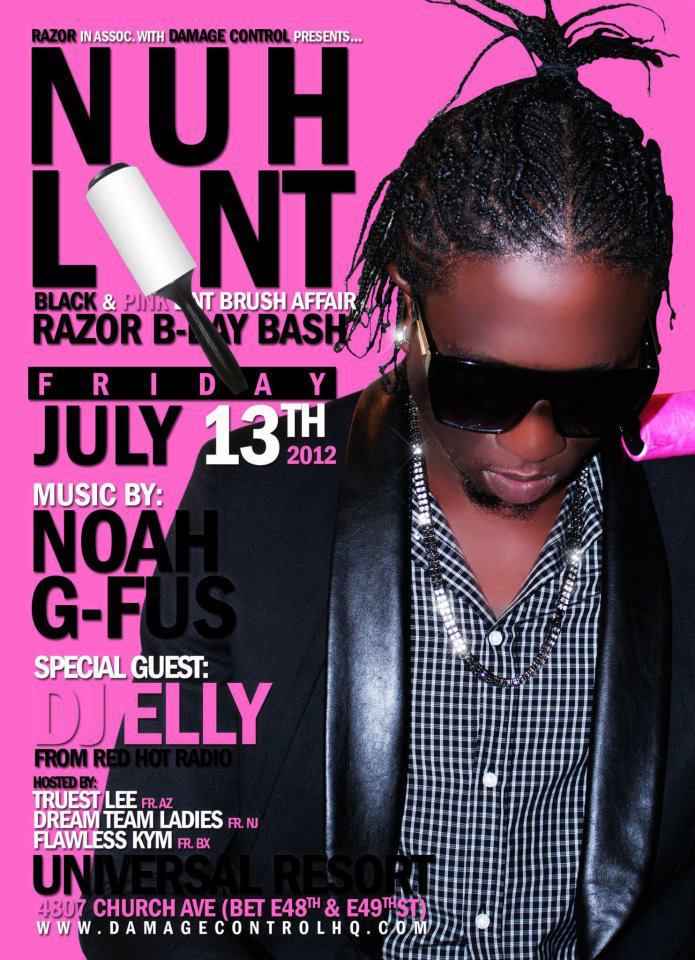 RAZOR IN ASSOC. WITH DAMAGE CONTROL PRESENTS...
NUH
LINT
BLACK & PINK LINT BRUSH AFFAIR
RAZOR B-DAY BASH
FRIDAY
JULY 13TH
2012
MUSIC BY:
NOAH
G-FUS
SPECIAL GUEST:
DJ ELLY
FROM RED HOT RADIO
HOSTED BY:
TRUEST LEE FR. AZ
DREAM TEAM LADIES FR. NJ
FLAWLESS KYM FR. BX
UNIVERSAL RESORT
4807 CHURCH AVE (BET E48TH & E49TH ST)
WWW.DAMAGECONTROLHQ.COM